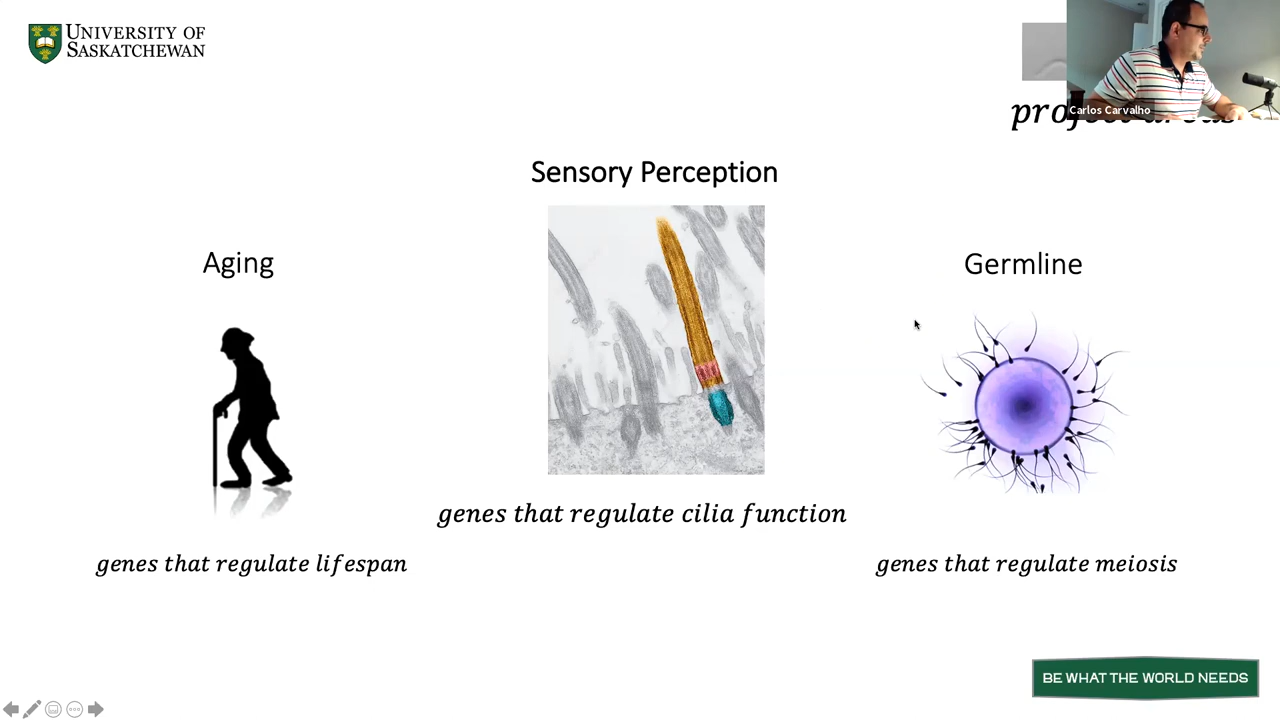 UNIVERSITY OF
SASKATCHEWAN
Carlos Carvalho
Sensory Perception
Aging
Germline
genes that regulate cilia function
genes that regulate lifespan
genes that regulate meiosis
BE WHAT THE WORLD NEEDS